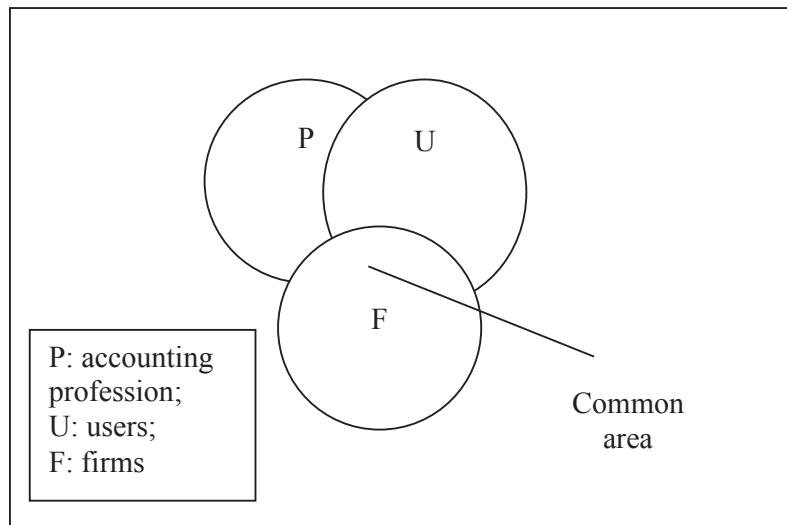 P
U
F
P: accounting
profession;
U: users;
F: firms
Common
area